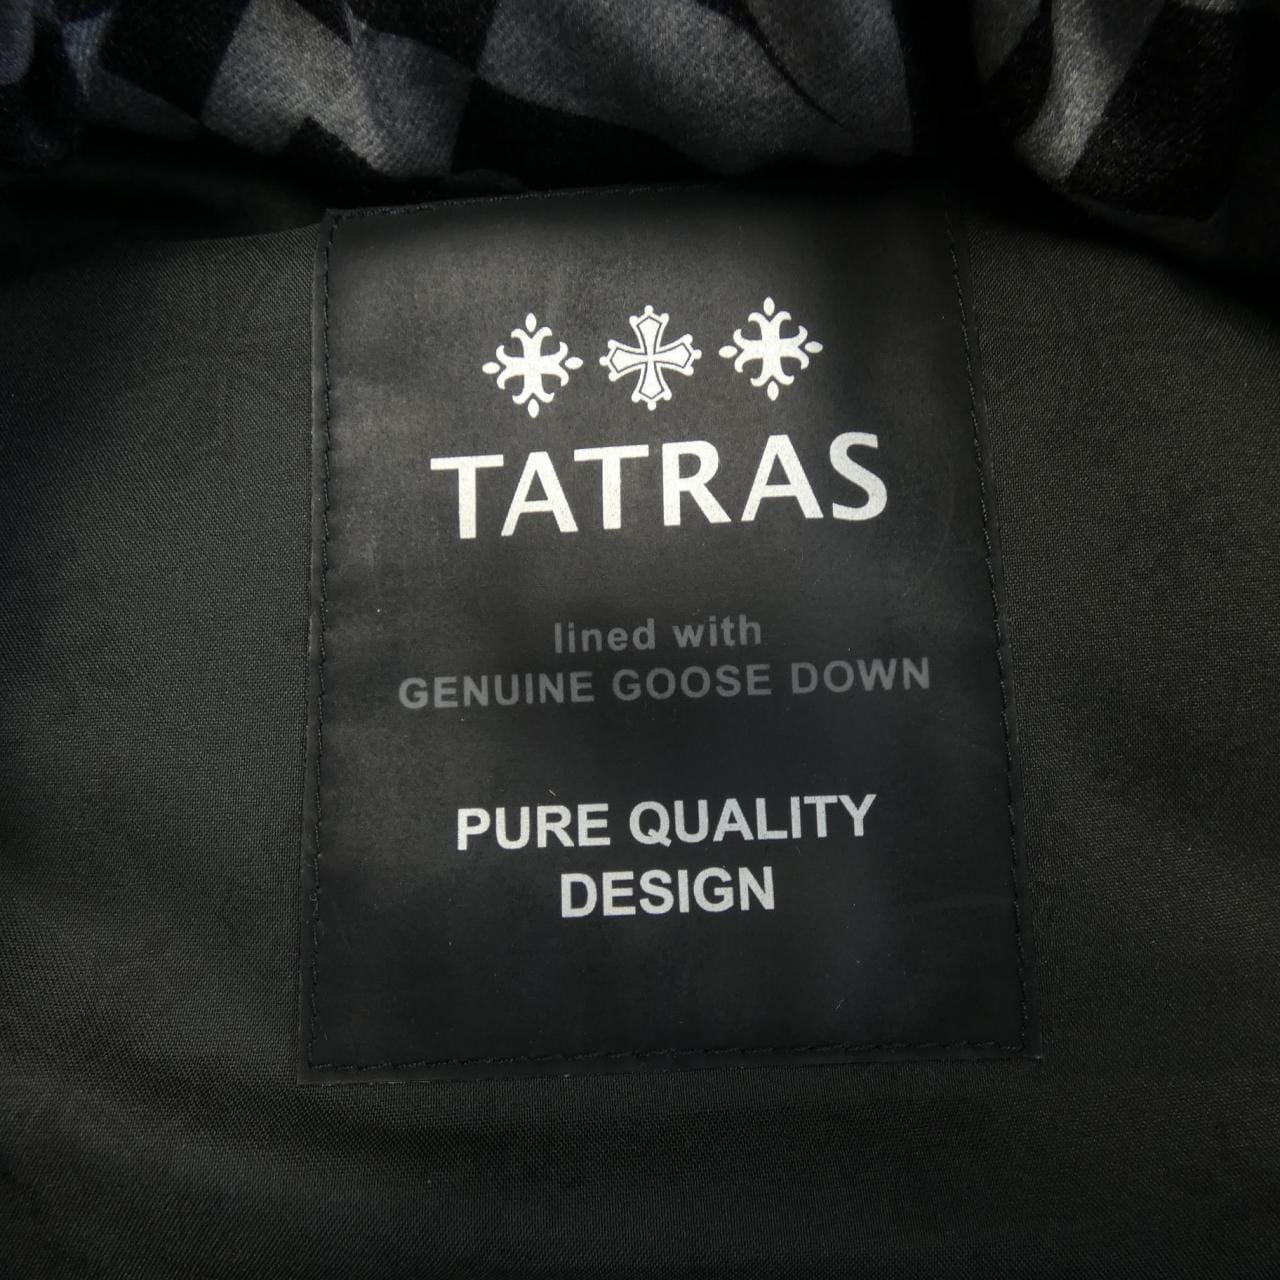 TATRAS
lined with
GENUINE GOOSE DOWN
PURE QUALITY
DESIGN